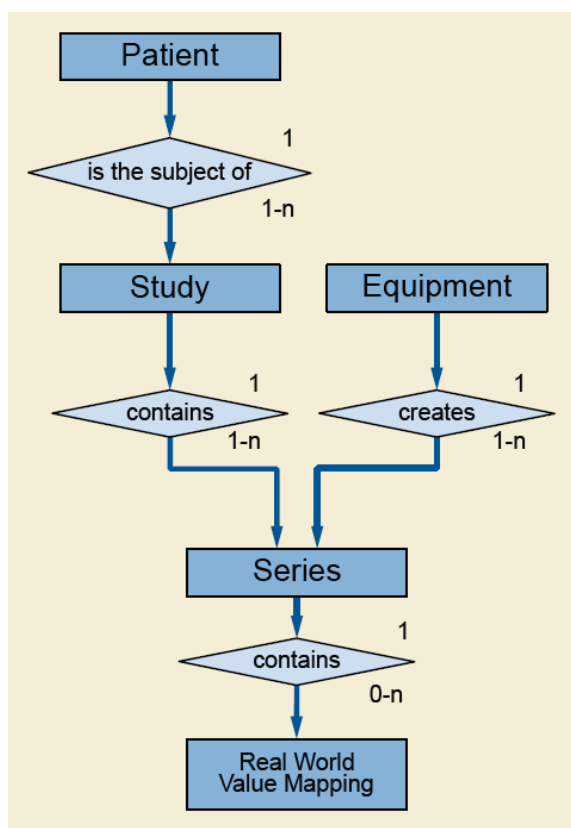 Patient
1
is the subject of
1-n
Study
Equipment
1
1
contains
creates
1-n
1-n
Series
1
contains
0-n
Real World
Value Mapping